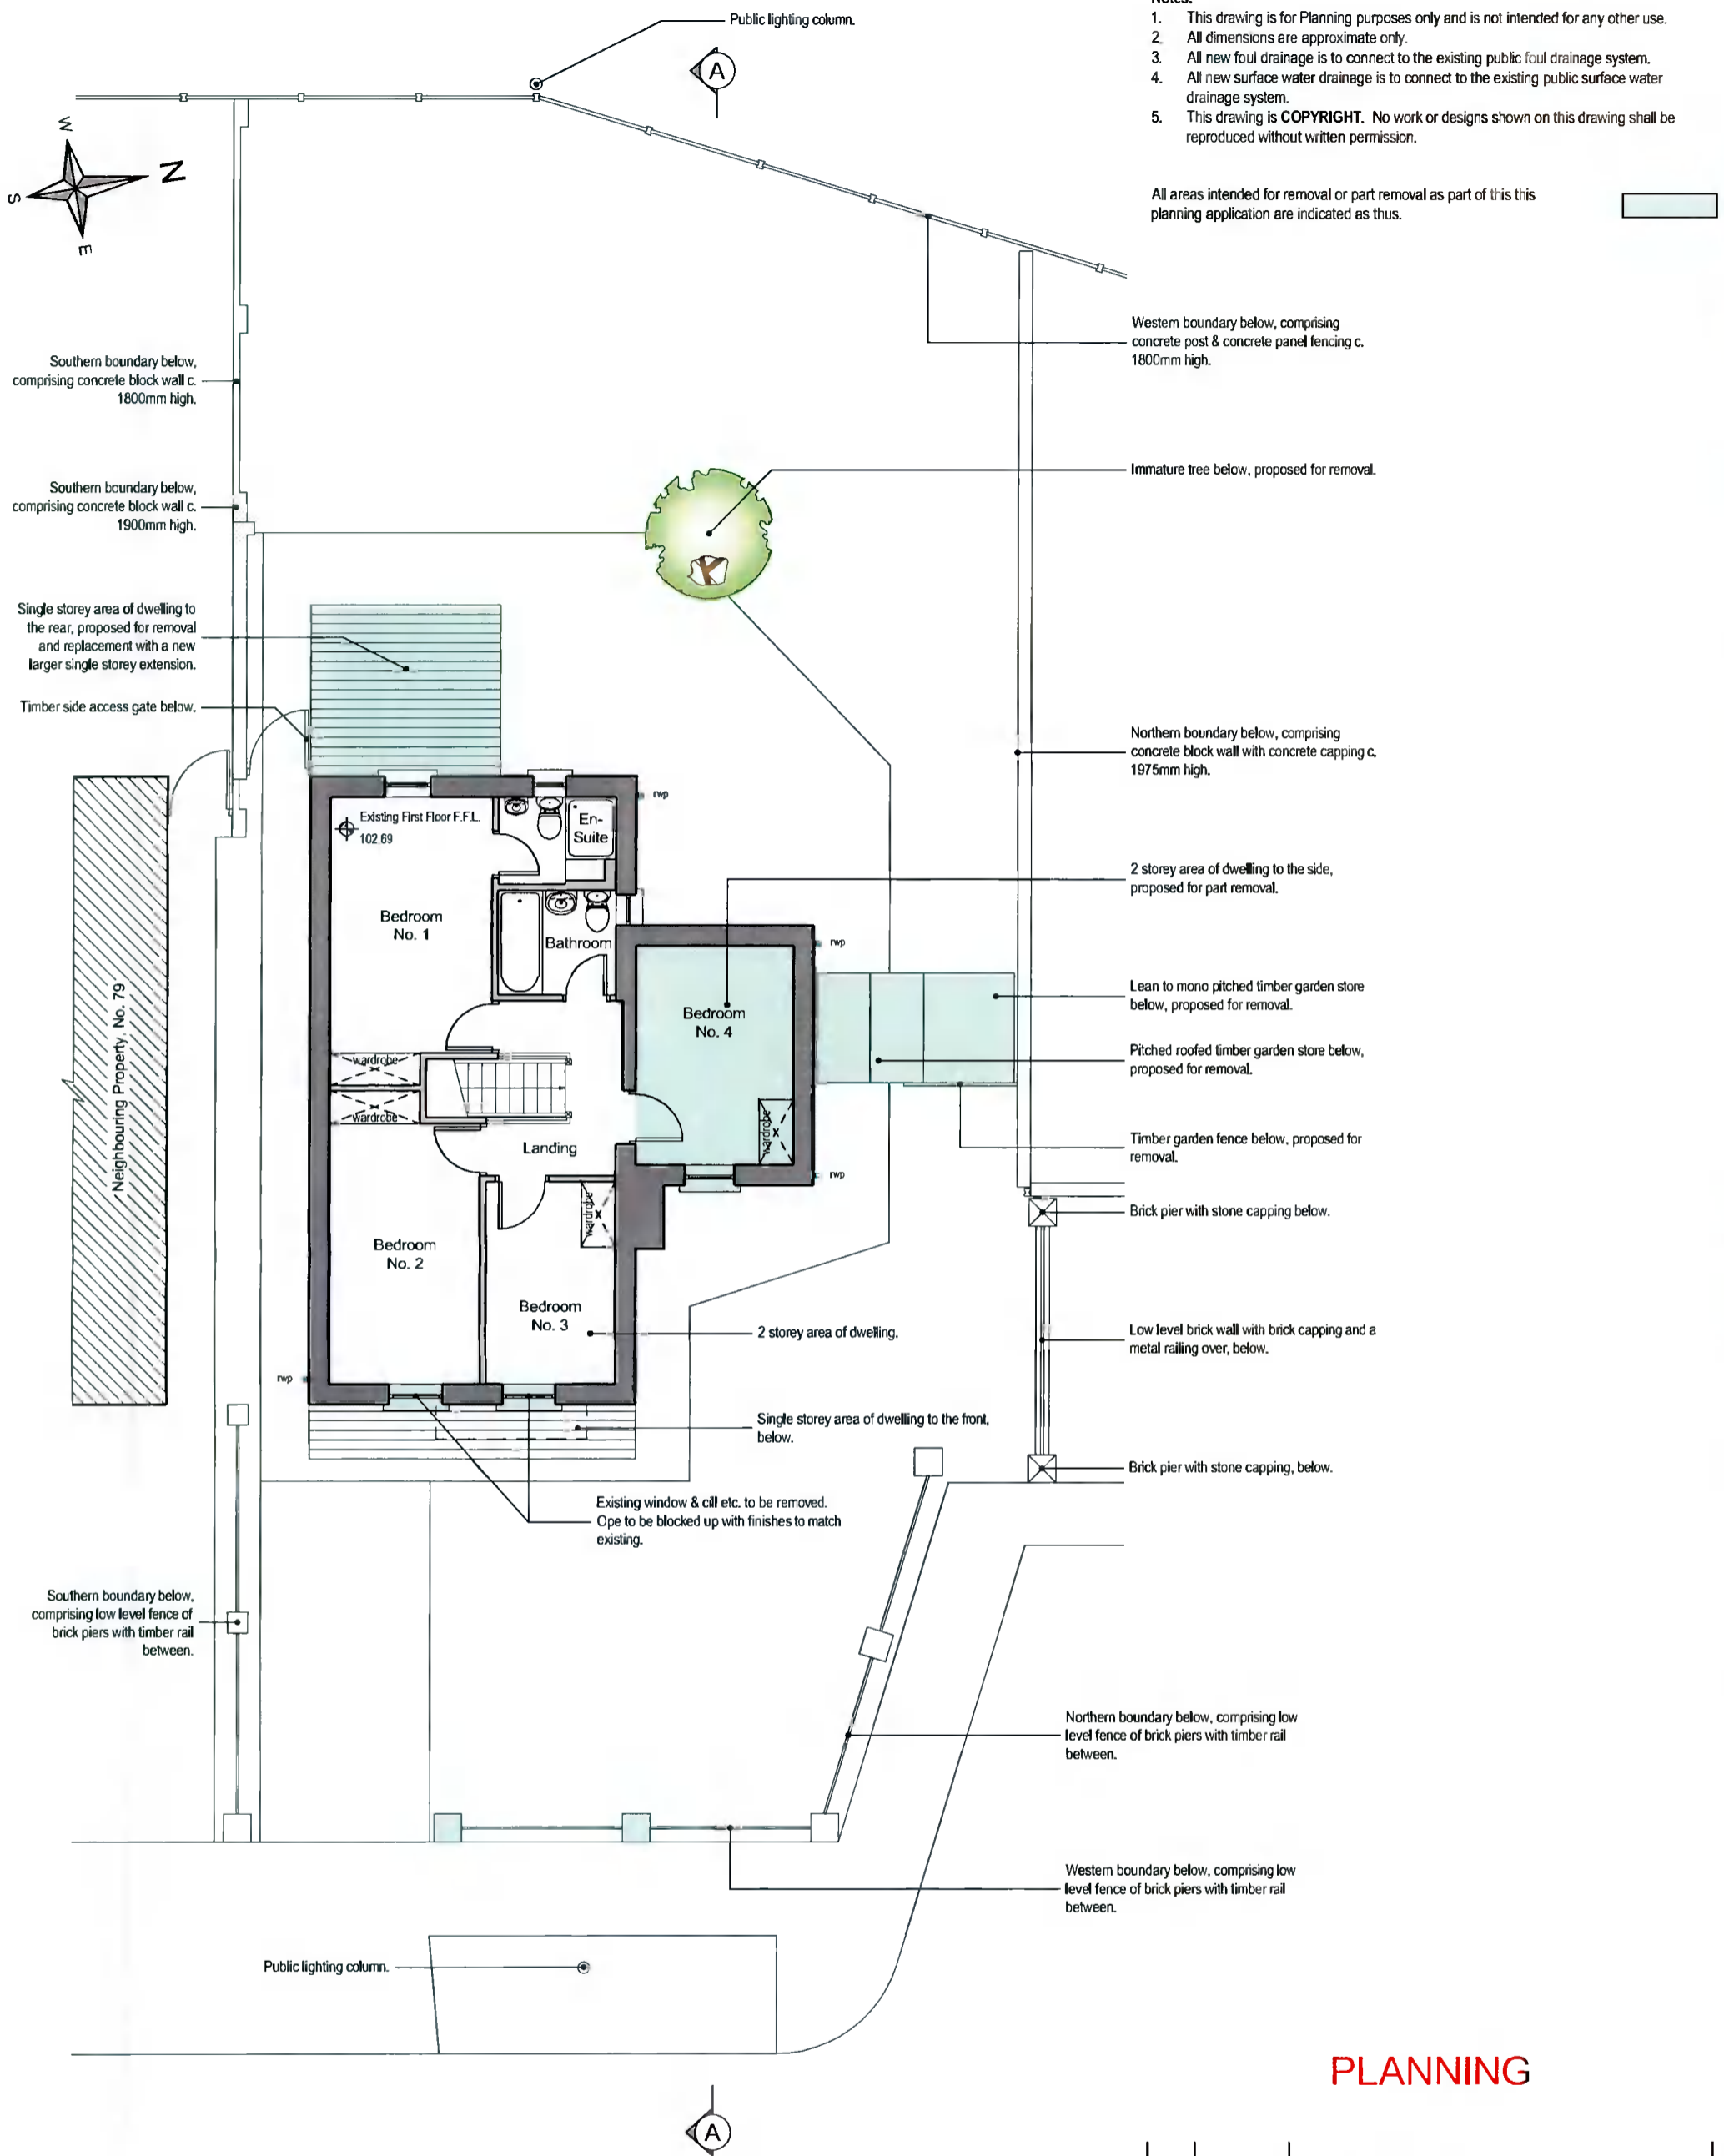 Notes:
1. This drawing is for Planning purposes only and is not intended for any other use.
2. All dimensions are approximate only.
3. All new foul drainage is to connect to the existing public foul drainage system.
4. All new surface water drainage is to connect to the existing public surface water
drainage system.
5. This drawing is COPYRIGHT. No work or designs shown on this drawing shall be
reproduced without written permission.
All areas intended for removal or part removal as part of this this
planning application are indicated as thus.
Public lighting column.
A
W
N
S
E
Western boundary below, comprising
concrete post & concrete panel fencing c.
1800mm high.
Southern boundary below,
comprising concrete block wall c.
1800mm high.
Immature tree below, proposed for removal.
Southern boundary below,
comprising concrete block wall c.
1900mm high.
Single storey area of dwelling to
the rear, proposed for removal
and replacement with a new
larger single storey extension.
Timber side access gate below.
Northern boundary below, comprising
concrete block wall with concrete capping c.
1975mm high.
rwp
Existing First Floor F.F.L.
102.69
En-
Suite
2 storey area of dwelling to the side,
proposed for part removal.
Bedroom
No. 1
Bathroom
rwp
Neighbouring Property, No. 79
Bedroom
No. 4
Lean to mono pitched timber garden store
below, proposed for removal.
Pitched roofed timber garden store below,
proposed for removal.
wardrobe
x
wardrobe
x
wardrobe
x
Landing
Timber garden fence below, proposed for
removal.
rwp
wardrobe
x
Brick pier with stone capping below.
Bedroom
No. 2
Bedroom
No. 3
2 storey area of dwelling.
Low level brick wall with brick capping and a
metal railing over, below.
rwp
Single storey area of dwelling to the front,
below.
Brick pier with stone capping, below.
Existing window & cill etc. to be removed.
Ope to be blocked up with finishes to match
existing.
Southern boundary below,
comprising low level fence of
brick piers with timber rail
between.
Northern boundary below, comprising low
level fence of brick piers with timber rail
between.
Western boundary below, comprising low
level fence of brick piers with timber rail
between.
Public lighting column.
PLANNING
A